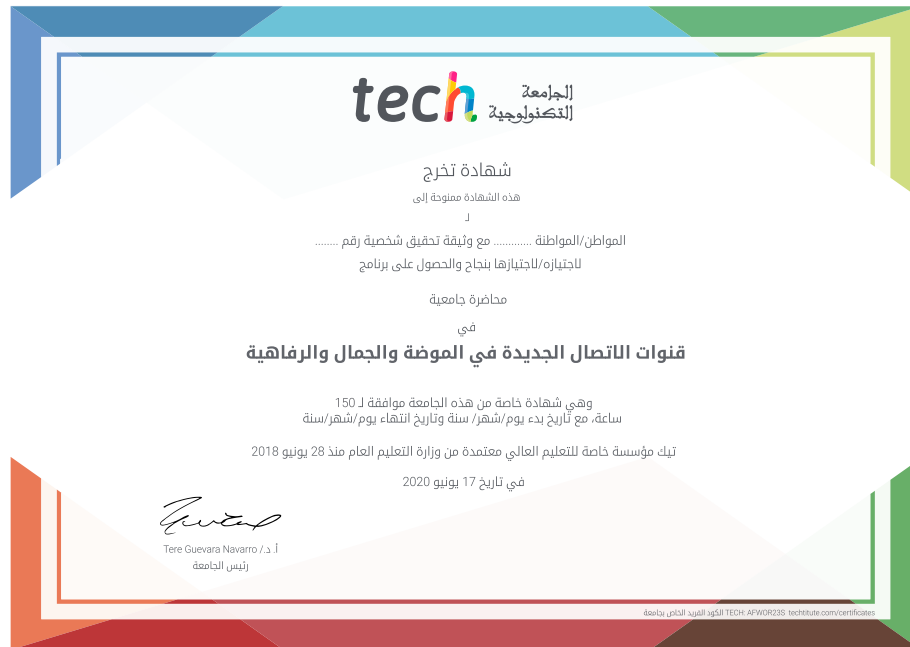 tech
الجامعة
التكنولوجية
شهادة تخرج
هذه الشهادة ممنوحة إلى
لـ
المواطن/المواطنة ............. مع وثيقة تحقيق شخصية رقم ........
لاجتيازه/لاجتيازها بنجاح والحصول على برنامج
محاضرة جامعية
في
قنوات الاتصال الجديدة في الموضة والجمال والرفاهية
وهي شهادة خاصة من هذه الجامعة موافقة لـ 150
ساعة، مع تاريخ بدء يوم/شهر/ سنة وتاريخ انتهاء يوم/شهر/سنة
تيك مؤسسة خاصة للتعليم العالي معتمدة من وزارة التعليم العام منذ 28 يونيو 2018
في تاريخ 17 يونيو 2020
أ. د./ Tere Guevara Navarro
رئيس الجامعة
الكود الفريد الخاص بجامعة TECH: AFWOR23S techtitute.com/certificates